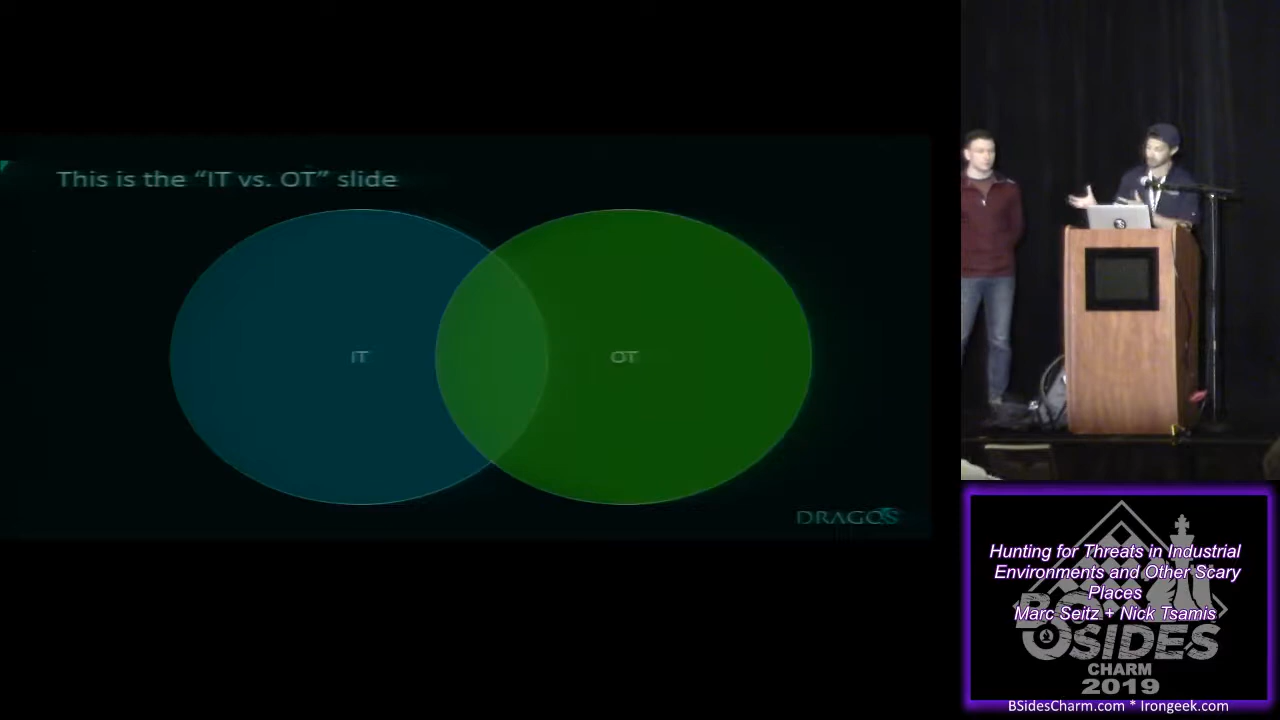 This is the “IT vs. OT” slide
IT
OT
DRAGOS
Hunting for Threats in Industrial
Environments and Other Scary
Places
Marc Seitz + Nick Tsamis
BSIDES
CHARM
2019
BSidesCharm.com * Irongeek.com